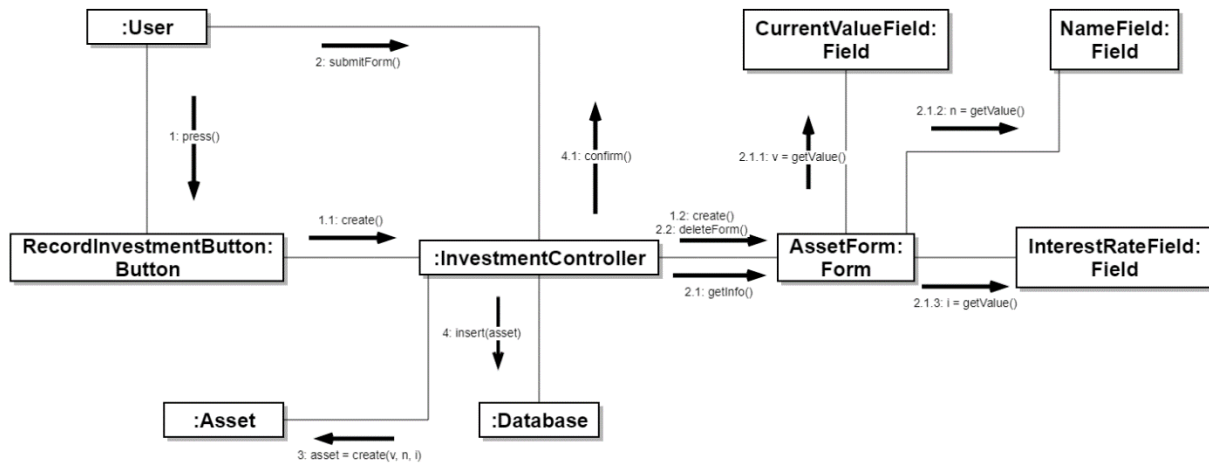 :User
2: submitForm()
CurrentValueField:
Field
NameField:
Field
1: press()
4.1: confirm()
2.1.1: v = getValue()
2.1.2: n = getValue()
RecordInvestmentButton:
Button
1.1: create()
:InvestmentController
1.2: create()
2.2: deleteForm()
2.1: getInfo()
AssetForm:
Form
InterestRateField:
Field
2.1.3: i = getValue()
4: insert(asset)
:Asset
:Database
3: asset = create(v, n, i)